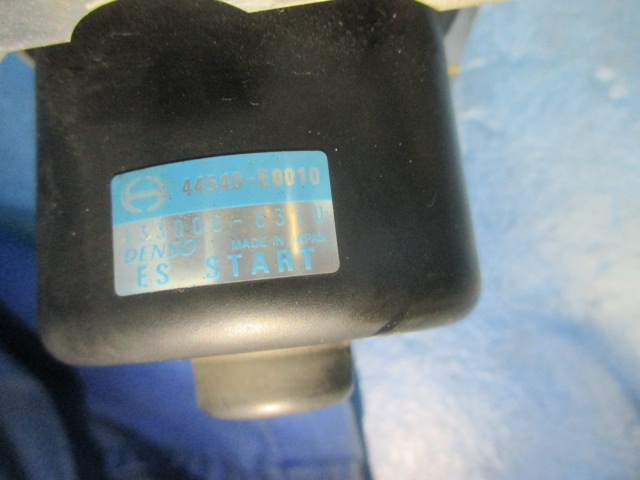 44540-E0010
DENSO MADE IN JAPAN
ES START